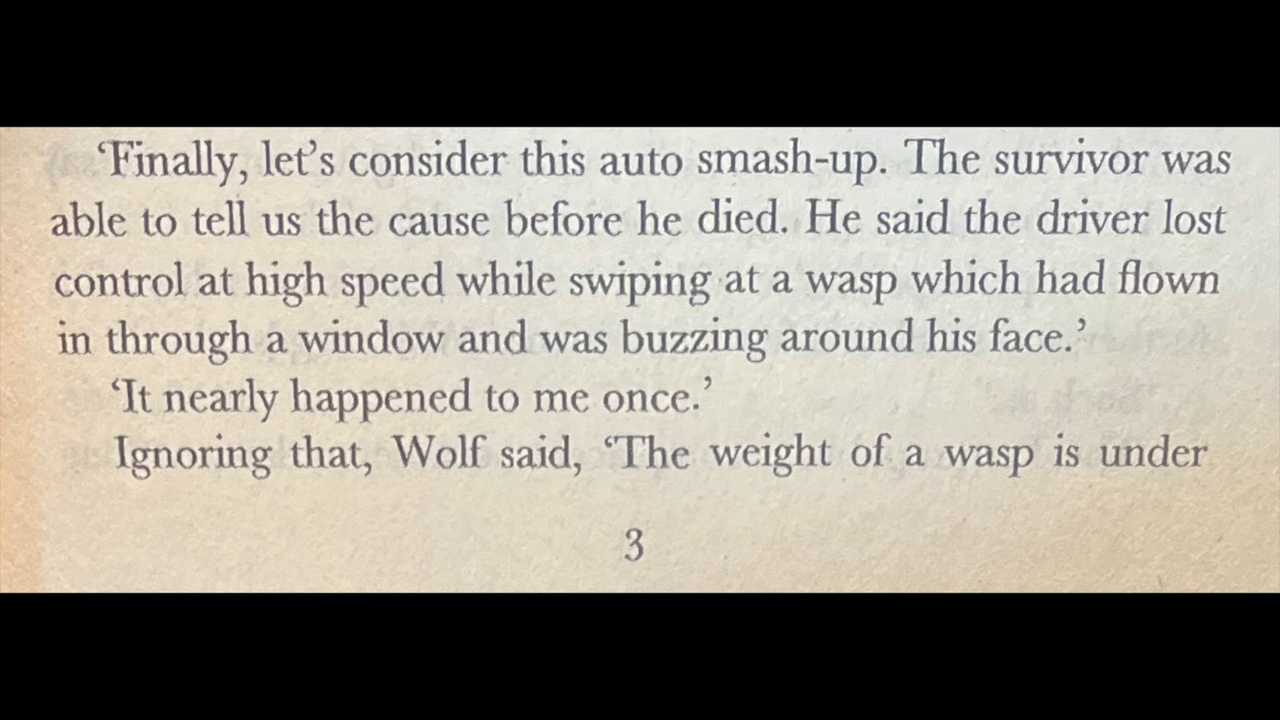 ‘Finally, let’s consider this auto smash-up. The survivor was
able to tell us the cause before he died. He said the driver lost
control at high speed while swiping at a wasp which had flown
in through a window and was buzzing around his face.’
‘It nearly happened to me once.’
Ignoring that, Wolf said, ‘The weight of a wasp is under
3